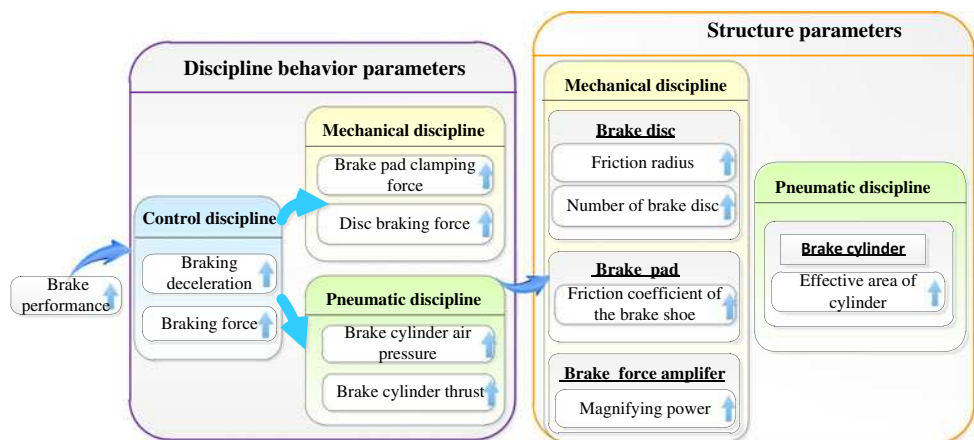 Structure parameters
Discipline behavior parameters
Mechanical discipline
Brake disc
Friction radius
Number of brake disc
Brake pad
Friction coefficient of
the brake shoe
Brake force amplifer
Magnifying power
Pneumatic discipline
Brake cylinder
Effective area of
cylinder
Mechanical discipline
Brake pad clamping
force
Disc braking force
Control discipline
Braking
deceleration
Braking force
Pneumatic discipline
Brake cylinder air
pressure
Brake cylinder thrust
Brake
performance